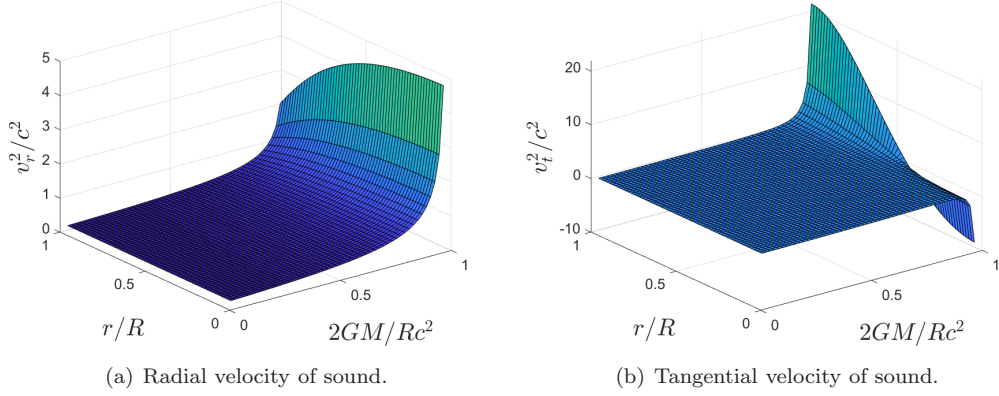 5
4
3
2
1
0
v_r^2/c^2
1
0.5
0
r/R
0
0.5
1
2GM/Rc^2
(a) Radial velocity of sound.
20
10
0
-10
v_t^2/c^2
1
0.5
0
r/R
0
0.5
1
2GM/Rc^2
(b) Tangential velocity of sound.